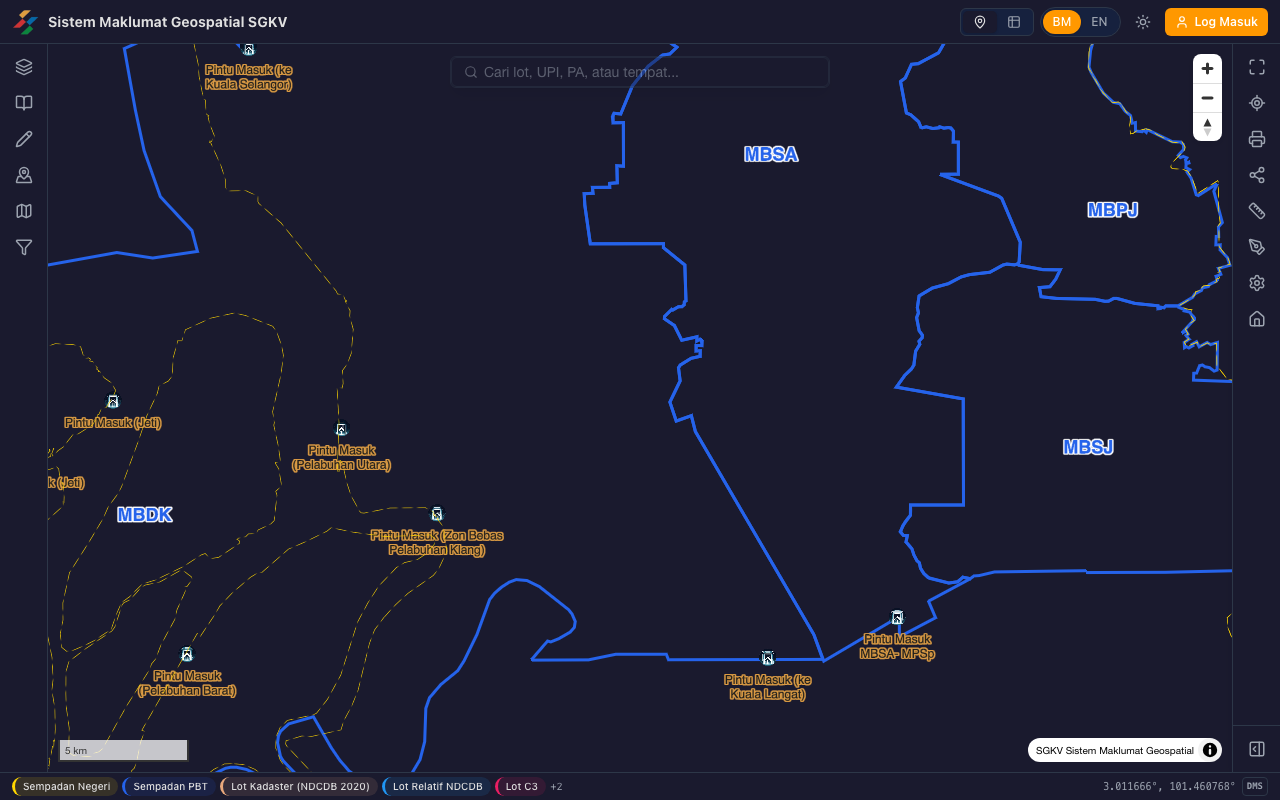 Sistem Maklumat Geospatial SGKV
BM
EN
Log Masuk
Cari lot, UPI, PA, atau tempat...
Pintu Masuk (ke
Kuala Selangor)
MBSA
MBPJ
Pintu Masuk (Jeti)
Pintu Masuk
(Pelabuhan Utara)
MBSJ
k (Jeti)
MBDK
Pintu Masuk (Zon Bebas
Pelabuhan Klang)
Pintu Masuk
MBSA- MPSp
Pintu Masuk
(Pelabuhan Barat)
Pintu Masuk (ke
Kuala Langat)
5 km
SGKV Sistem Maklumat Geospatial
Sempadan Negeri
Sempadan PBT
Lot Kadaster (NDCDB 2020)
Lot Relatif NDCDB
Lot C3
+2
3.011666°, 101.460768°
DMS